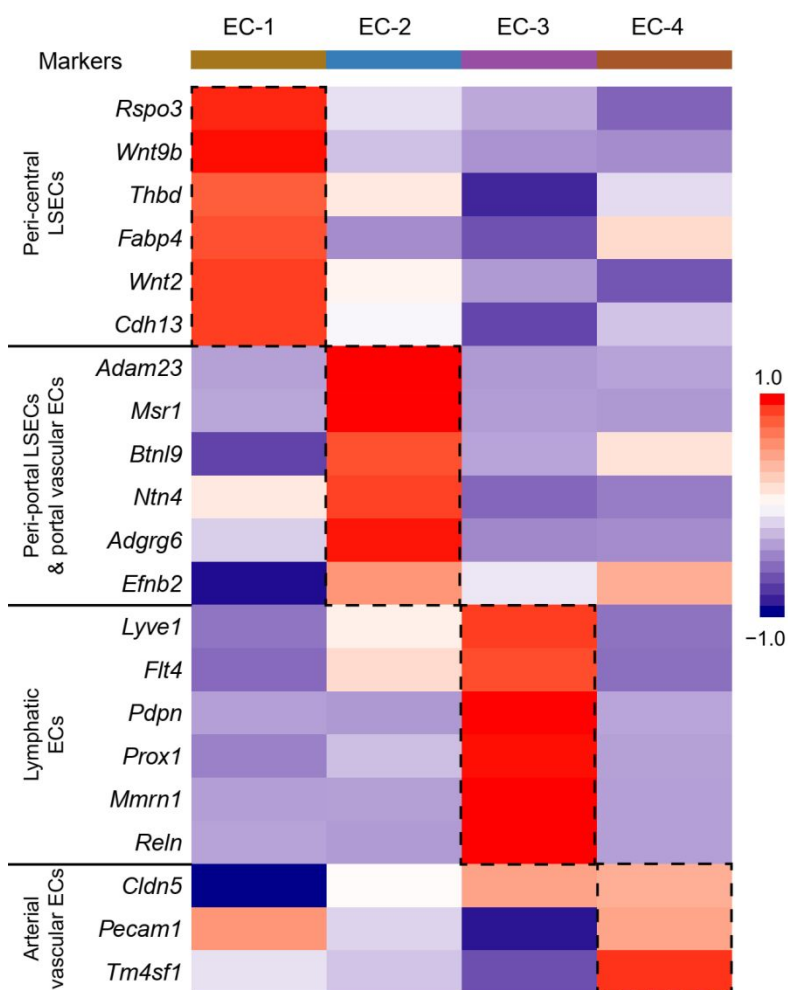 EC-1 EC-2 EC-3 EC-4
Markers
Peri-central
LSECs
Rspo3
Wnt9b
Thbd
Fabp4
Wnt2
Cdh13
Peri-portal LSECs
& portal vascular ECs
Adam23
Msr1
Btnl9
Ntn4
Adgrg6
Efnb2
Lymphatic
ECs
Lyve1
Flt4
Pdpn
Prox1
Mmrn1
Reln
Arterial
vascular ECs
Cldn5
Pecam1
Tm4sf1
1.0
−1.0